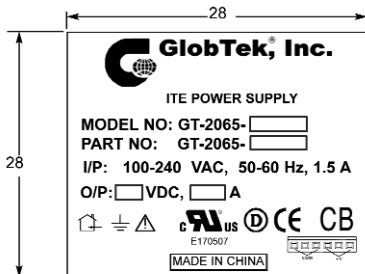 28
28
GlobTek®, Inc.
ITE POWER SUPPLY
MODEL NO: GT-2065-
PART NO: GT-2065-
I/P: 100-240 VAC, 50-60 Hz, 1.5 A
O/P: VDC, A
c RU US D CE CB
E170507
MADE IN CHINA